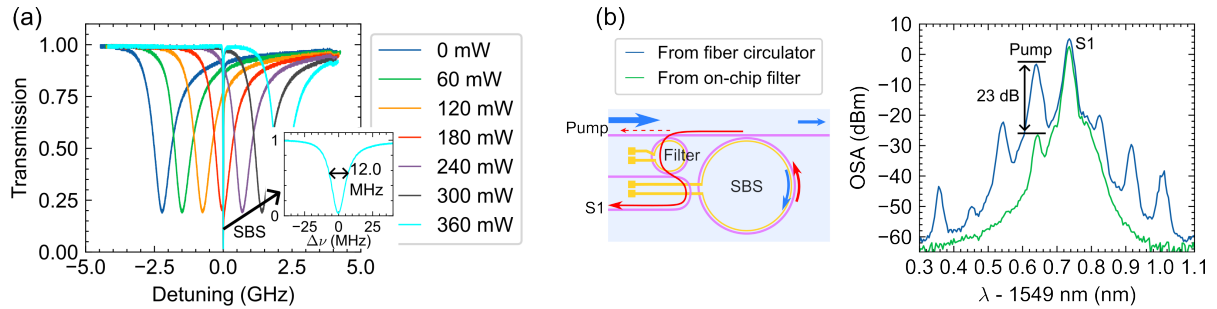 (a)
1.00
0.75
0.50
0.25
0.00
Transmission
−5.0
−2.5
0.0
2.5
5.0
Detuning (GHz)
SBS
1
0
12.0
MHz
−25
0
25
Δν (MHz)
0 mW
60 mW
120 mW
180 mW
240 mW
300 mW
360 mW
(b)
From fiber circulator
From on-chip filter
Pump
Filter
SBS
S1
10
0
−10
−20
−30
−40
−50
−60
OSA (dBm)
Pump
S1
23 dB
0.3
0.4
0.5
0.6
0.7
0.8
0.9
1.0
1.1
λ - 1549 nm (nm)